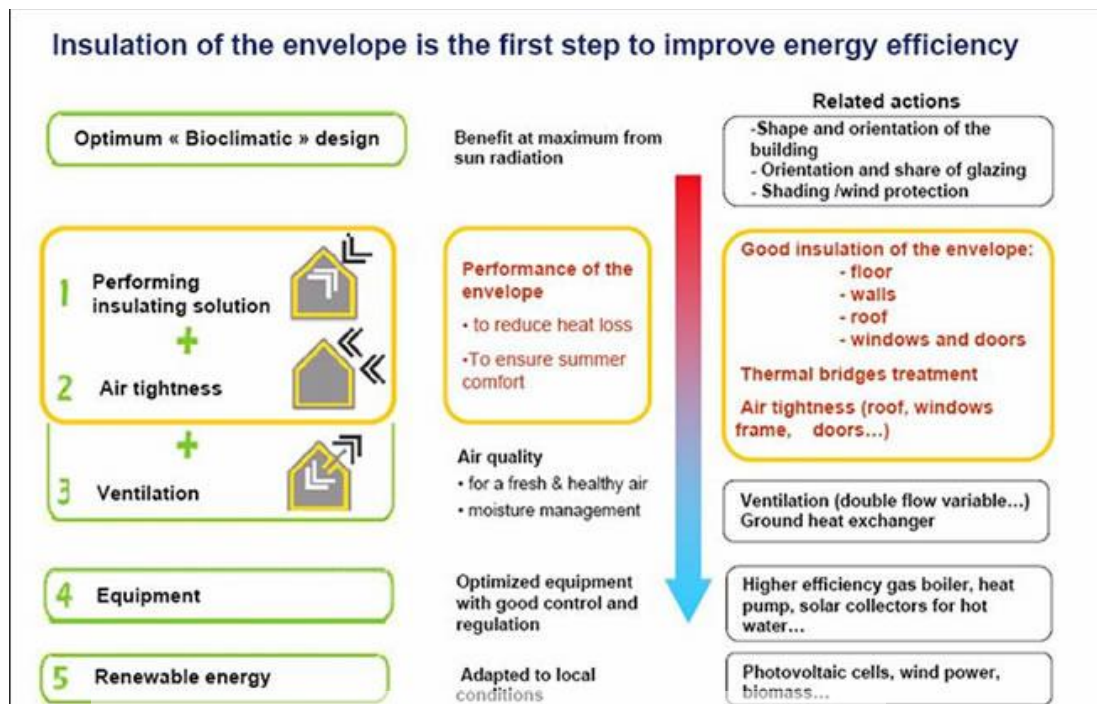 Insulation of the envelope is the first step to improve energy efficiency
Related actions
Optimum « Bioclimatic » design
Benefit at maximum from
sun radiation
-Shape and orientation of the
building
- Orientation and share of glazing
- Shading /wind protection
1
Performing
insulating solution
+
2
Air tightness
Performance of the
envelope
• to reduce heat loss
•To ensure summer
comfort
Good insulation of the envelope:
- floor
- walls
- roof
- windows and doors
Thermal bridges treatment
Air tightness (roof, windows
frame, doors...)
+
3
Ventilation
Air quality
• for a fresh & healthy air
• moisture management
Ventilation (double flow variable...)
Ground heat exchanger
4
Equipment
Optimized equipment
with good control and
regulation
Higher efficiency gas boiler, heat
pump, solar collectors for hot
water...
5
Renewable energy
Adapted to local
conditions
Photovoltaic cells, wind power,
biomass...